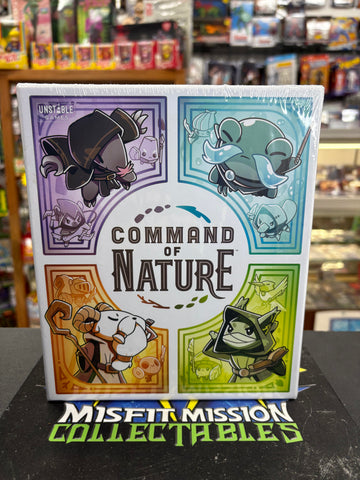 UNSTABLE
GAMES
COMMAND
OF
NATURE
MISFIT MISSION
COLLECTABLES